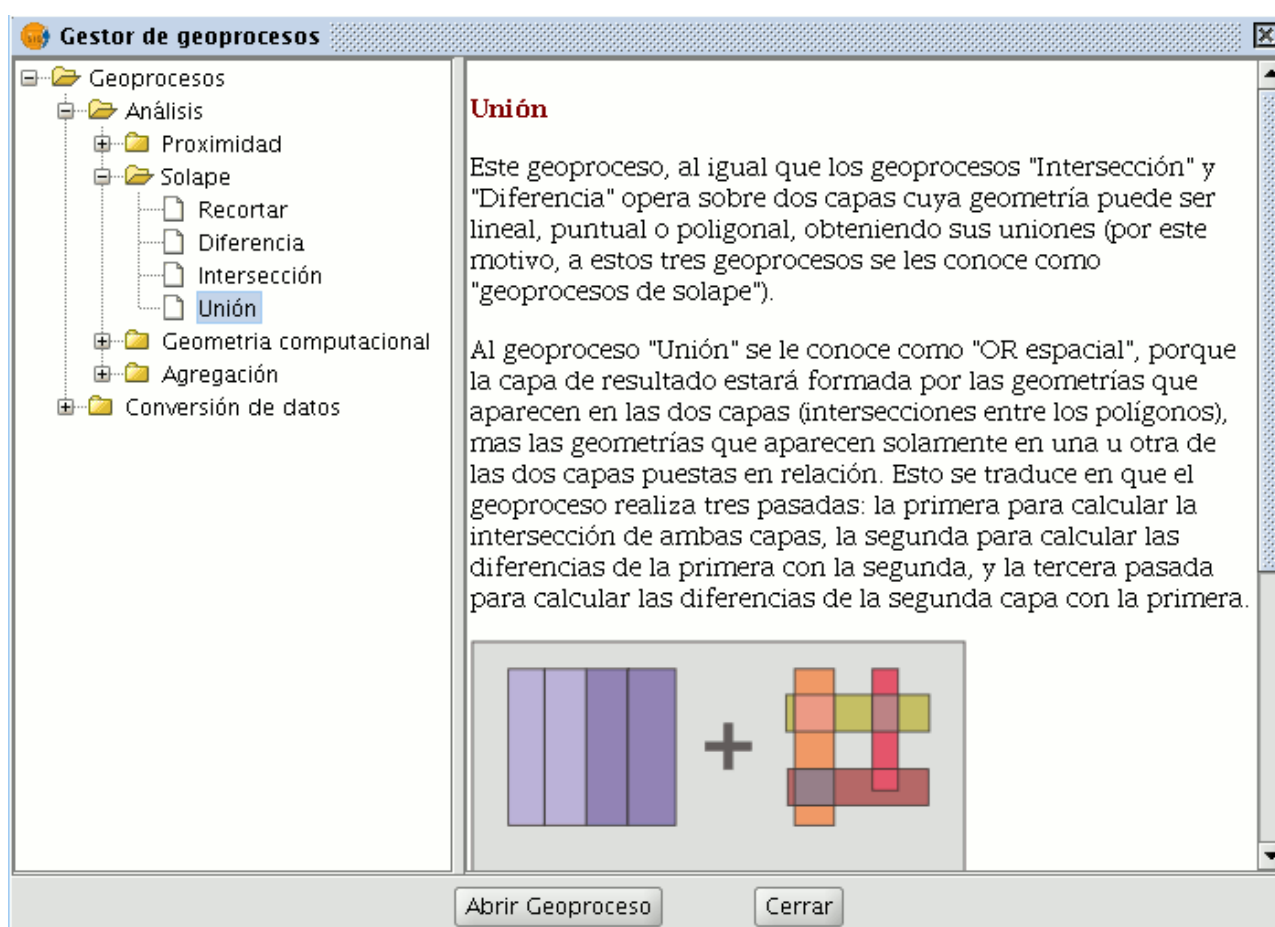 Gestor de geoprocesos
Geoprocesos
Análisis
Proximidad
Solape
Recortar
Diferencia
Intersección
Unión
Geometria computacional
Agregación
Conversión de datos
Unión
Este geoproceso, al igual que los geoprocesos "Intersección" y
"Diferencia" opera sobre dos capas cuya geometría puede ser
lineal, puntual o poligonal, obteniendo sus uniones (por este
motivo, a estos tres geoprocesos se les conoce como
"geoprocesos de solape").
Al geoproceso "Unión" se le conoce como "OR espacial", porque
la capa de resultado estará formada por las geometrías que
aparecen en las dos capas (intersecciones entre los polígonos),
mas las geometrías que aparecen solamente en una u otra de
las dos capas puestas en relación. Esto se traduce en que el
geoproceso realiza tres pasadas: la primera para calcular la
intersección de ambas capas, la segunda para calcular las
diferencias de la primera con la segunda, y la tercera pasada
para calcular las diferencias de la segunda capa con la primera.
+
Abrir Geoproceso
Cerrar